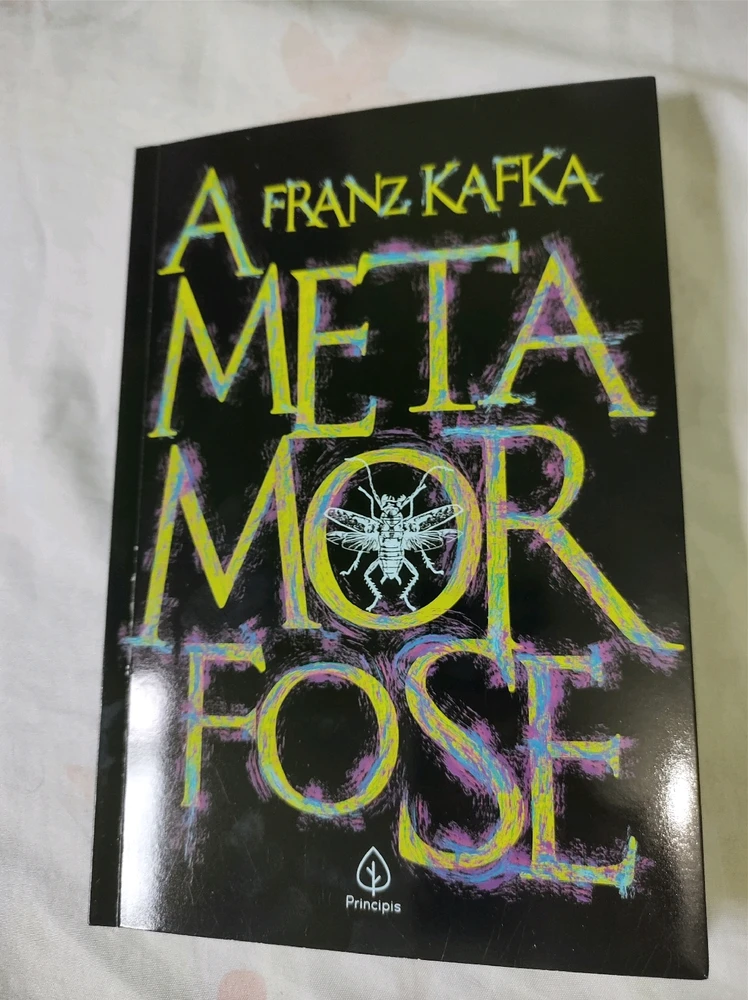 A FRANZ KAFKA
META
MOR
FOSE
Principis